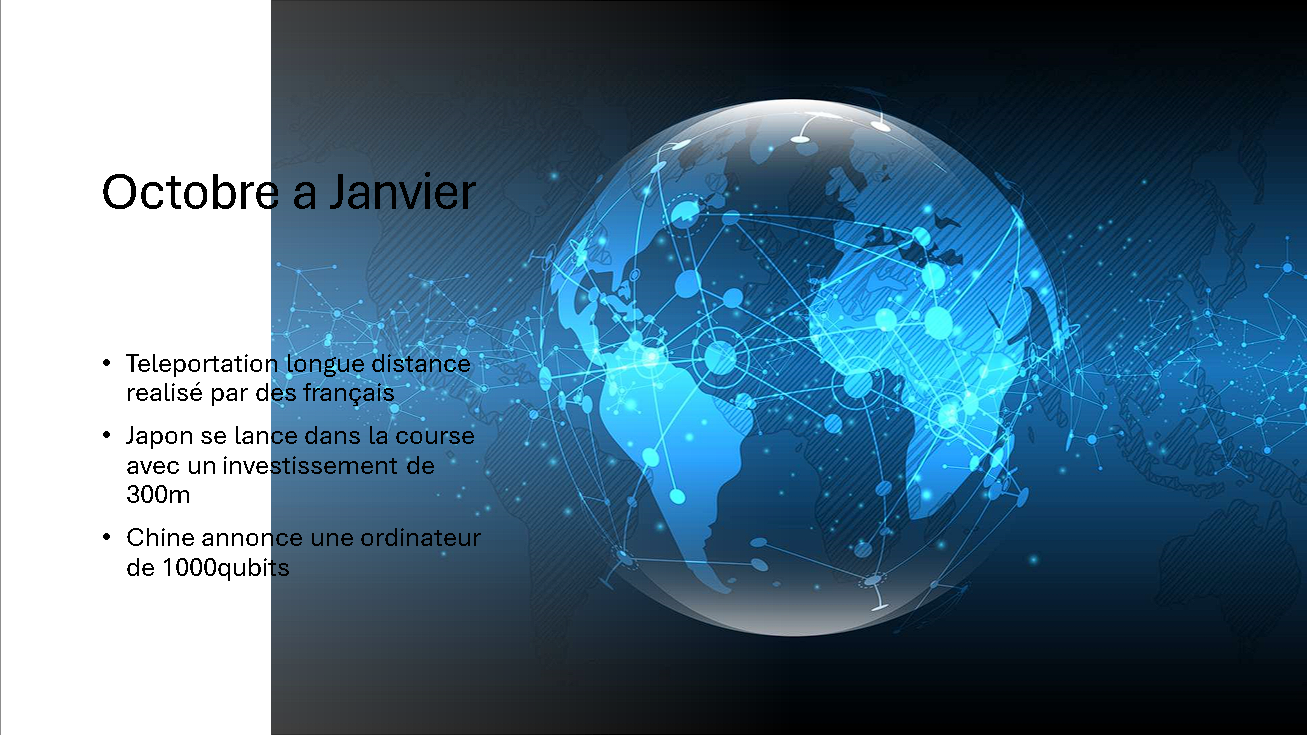 Octobre a Janvier
• Teleportation longue distance
realisé par des français
• Japon se lance dans la course
avec un investissement de
300m
• Chine annonce une ordinateur
de 1000qubits